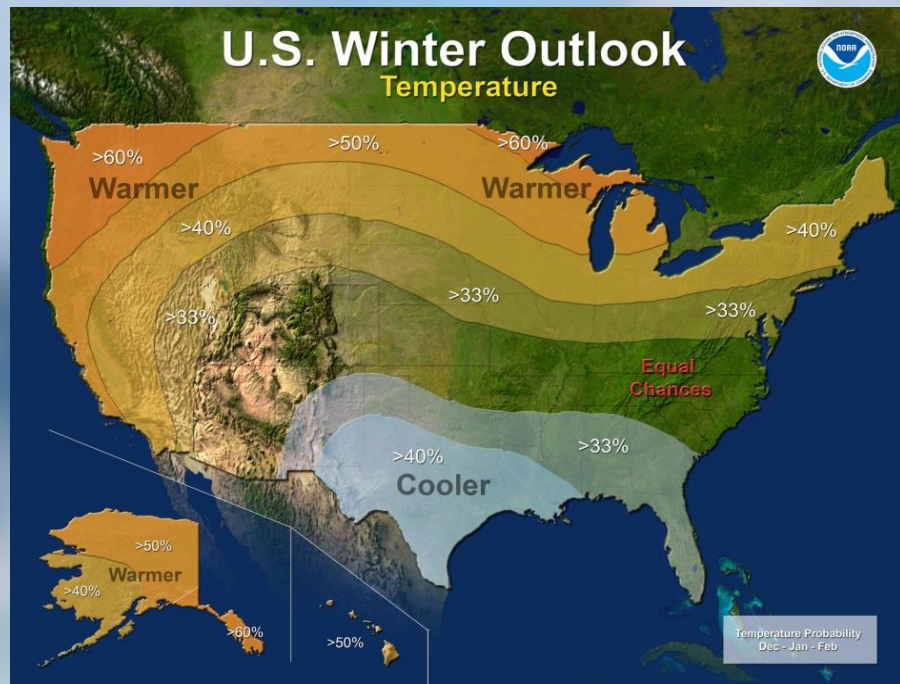 U.S. Winter Outlook
Temperature
NOAA
>60%
>50%
>60%
Warmer
Warmer
>40%
>40%
>33%
>33%
>33%
Equal
Chances
>40%
>33%
Cooler
>50%
Warmer
>40%
>60%
>50%
Temperature Probability
Dec - Jan - Feb